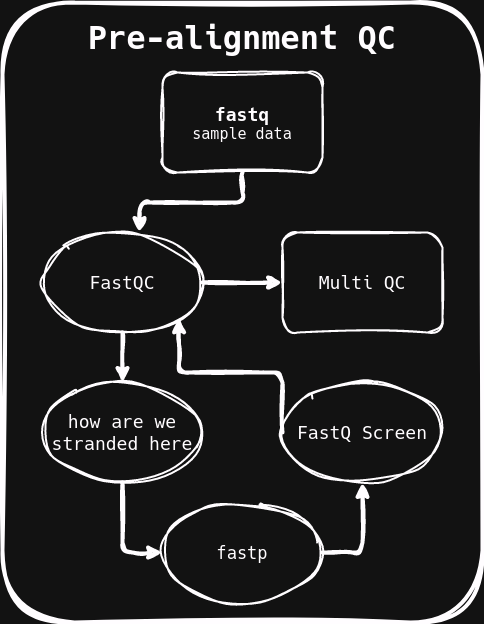 Pre-alignment QC
fastq
sample data
FastQC
Multi QC
how are we
stranded here
FastQ Screen
fastp